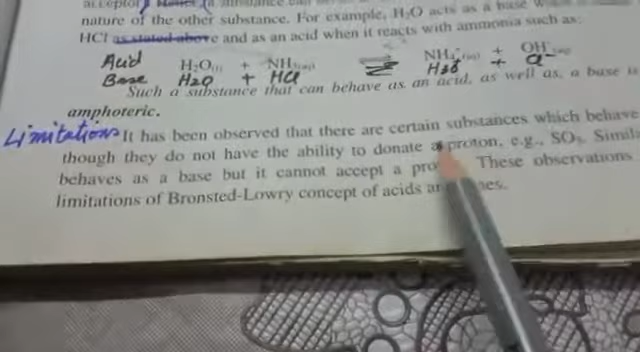 nature of the other substance. For example, H₂O acts as a base
HCl as stated above and as an acid when it reacts with ammonia such as:
Acid H₂O(l) + NH₃(aq) ⇌ NH₄⁺(aq) + OH⁻(aq)
Base H₂O + HCl
Such a substance that can behave as an acid, as well as, a base is
amphoteric.
Limitations It has been observed that there are certain substances which behave
though they do not have the ability to donate a proton, e.g., SO₃.
behaves as a base but it cannot accept a These observations
limitations of Bronsted-Lowry concept of acids